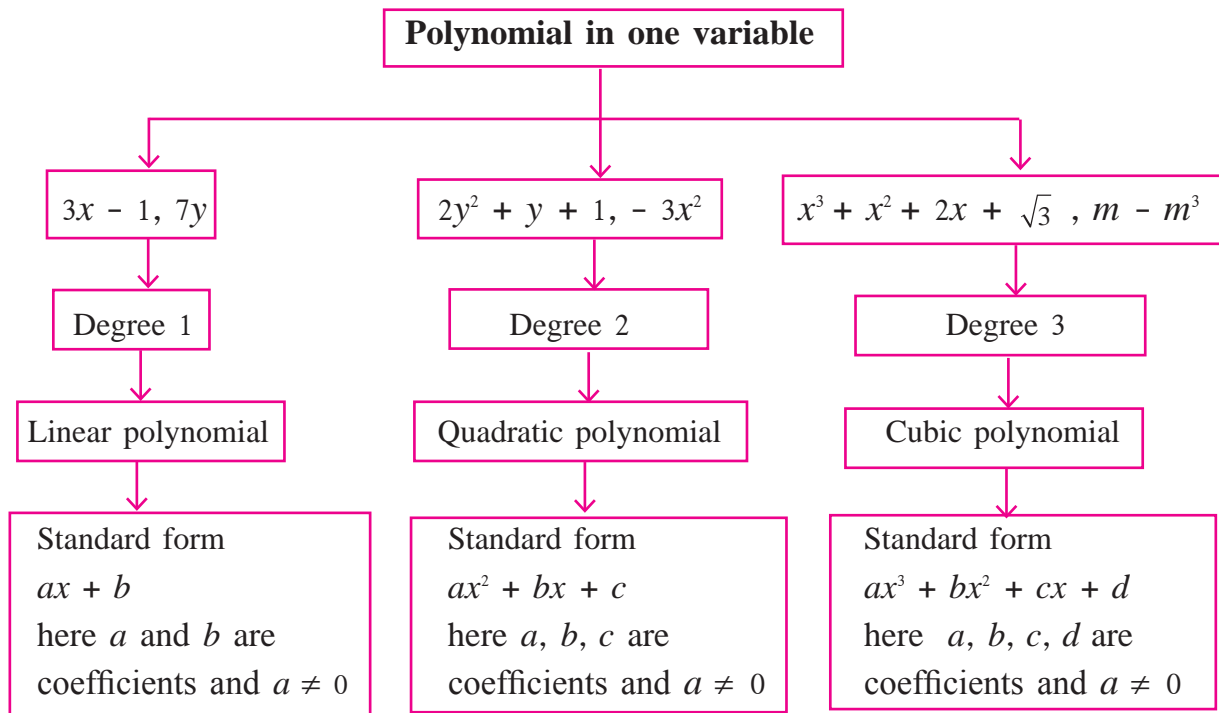 Polynomial in one variable
3x - 1, 7y
2y² + y + 1, - 3x²
x³ + x² + 2x + √3 , m - m³
Degree 1
Degree 2
Degree 3
Linear polynomial
Quadratic polynomial
Cubic polynomial
Standard form
ax + b
here a and b are
coefficients and a ≠ 0
Standard form
ax² + bx + c
here a, b, c are
coefficients and a ≠ 0
Standard form
ax³ + bx² + cx + d
here a, b, c, d are
coefficients and a ≠ 0